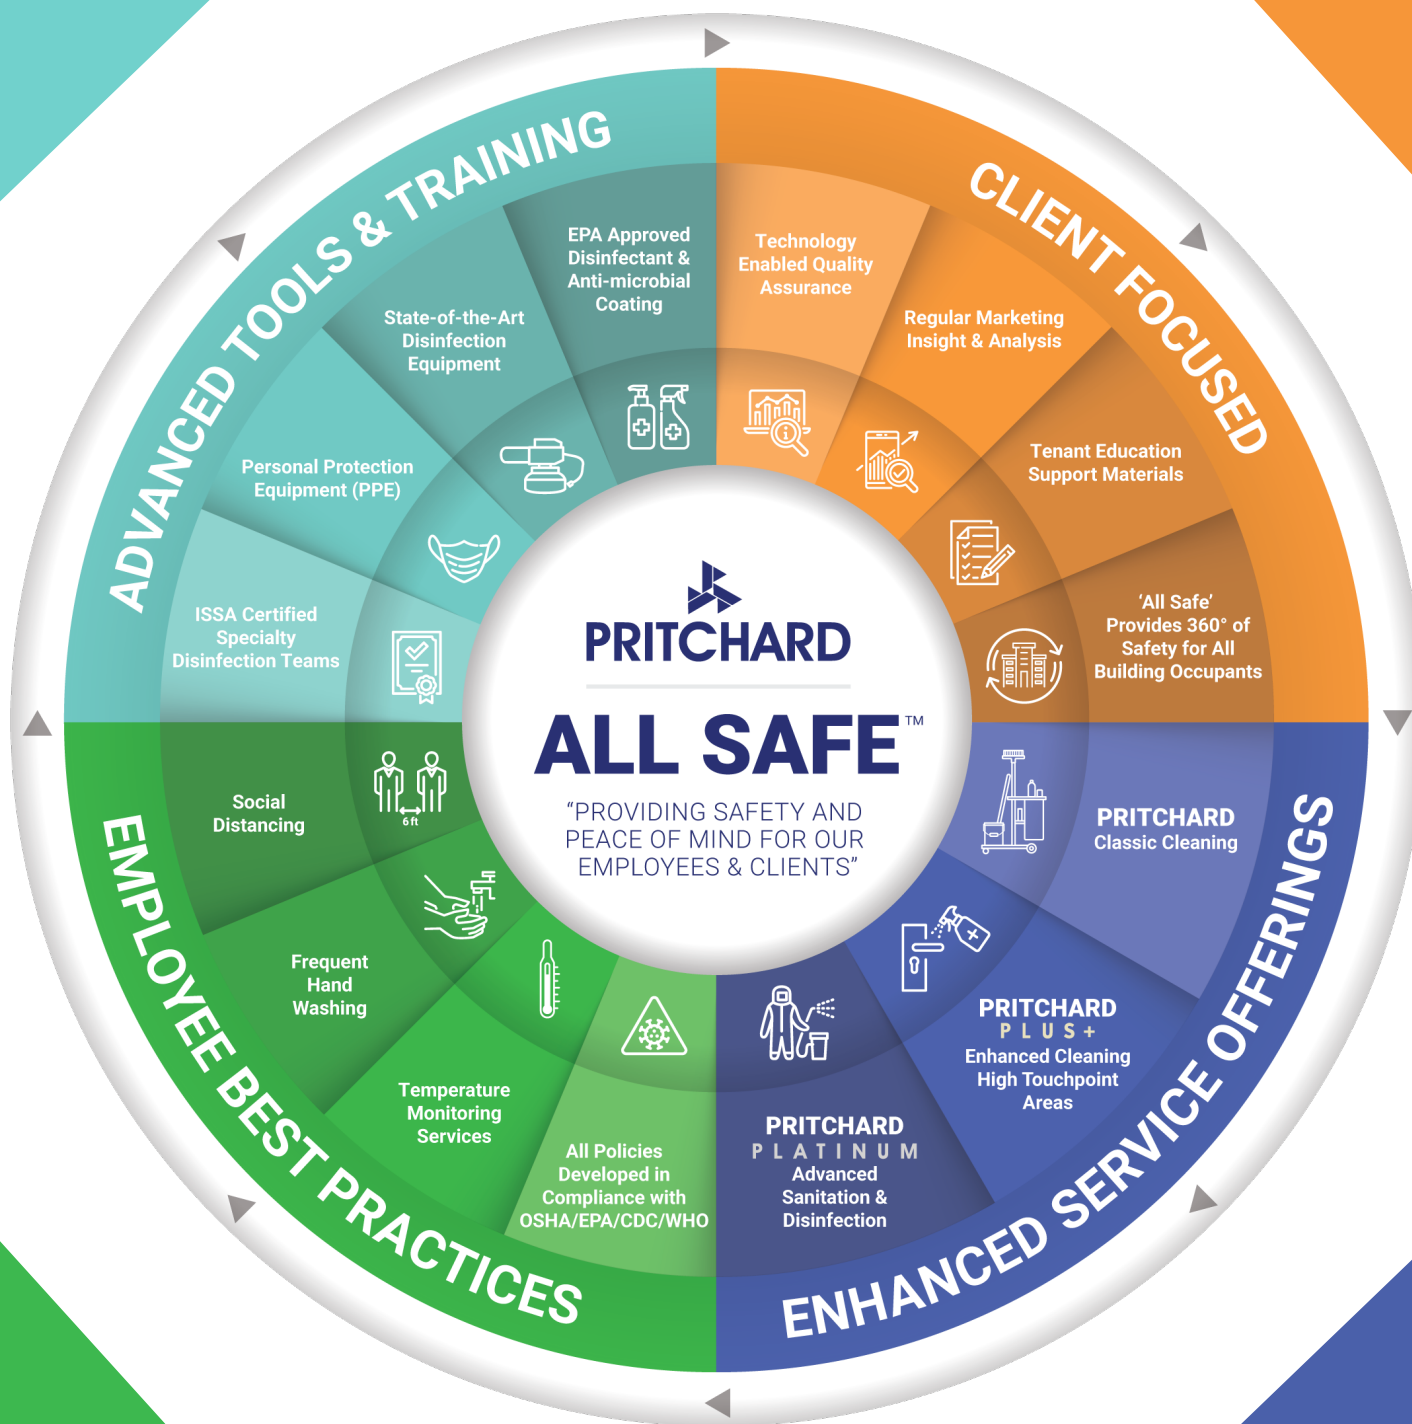 ADVANCED TOOLS & TRAINING
ISSA Certified
Specialty
Disinfection Teams
Personal Protection
Equipment (PPE)
State-of-the-Art
Disinfection
Equipment
EPA Approved
Disinfectant &
Anti-microbial
Coating
CLIENT FOCUSED
Technology
Enabled Quality
Assurance
Regular Marketing
Insight & Analysis
Tenant Education
Support Materials
‘All Safe’
Provides 360° of
Safety for All
Building Occupants
ENHANCED SERVICE OFFERINGS
PRITCHARD
Classic Cleaning
PRITCHARD
PLUS+
Enhanced Cleaning
High Touchpoint
Areas
PRITCHARD
PLATINUM
Advanced
Sanitation &
Disinfection
EMPLOYEE BEST PRACTICES
Social
Distancing
6 ft
Frequent
Hand
Washing
Temperature
Monitoring
Services
All Policies
Developed in
Compliance with
OSHA/EPA/CDC/WHO
PRITCHARD
ALL SAFE™
“PROVIDING SAFETY AND
PEACE OF MIND FOR OUR
EMPLOYEES & CLIENTS”